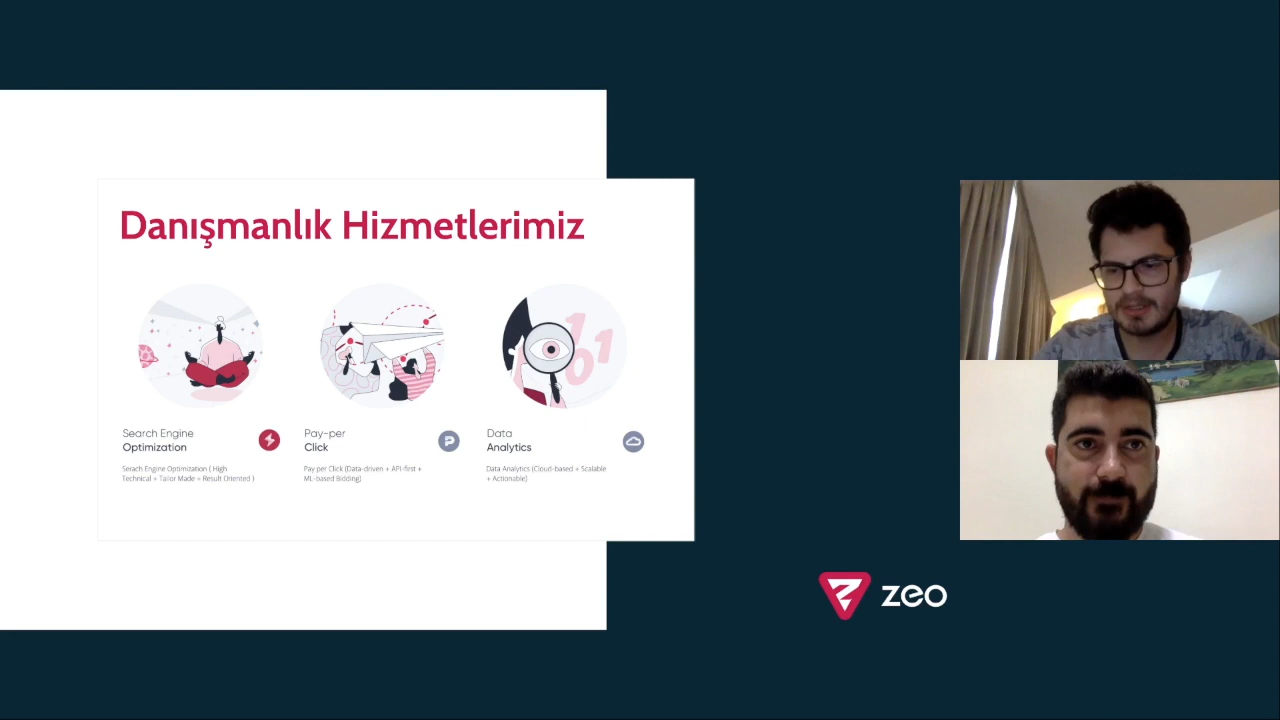 Danışmanlık Hizmetlerimiz
Search Engine
Optimization
Serach Engine Optimization ( High
Technical + Tailor Made + Result Oriented )
Pay-per
Click
Pay per Click (Data-driven + API-first +
ML-based Bidding)
Data
Analytics
Data Analytics (Cloud-based + Scalable
+ Actionable)
101
zeo